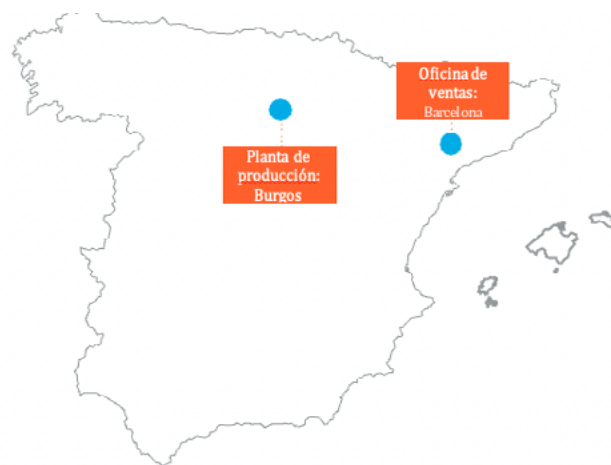 Oficina de
ventas:
Barcelona
Planta de
producción:
Burgos